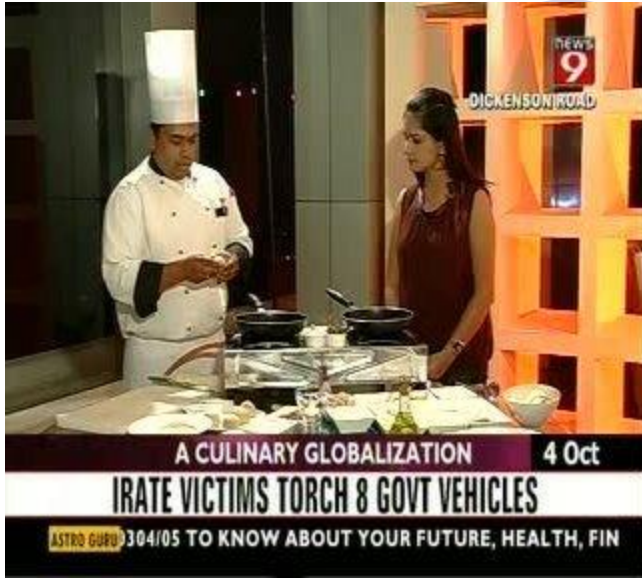 news
9
DICKENSON ROAD
A CULINARY GLOBALIZATION 4 Oct
IRATE VICTIMS TORCH 8 GOVT VEHICLES
ASTRO GURU 0304/05 TO KNOW ABOUT YOUR FUTURE, HEALTH, FIN